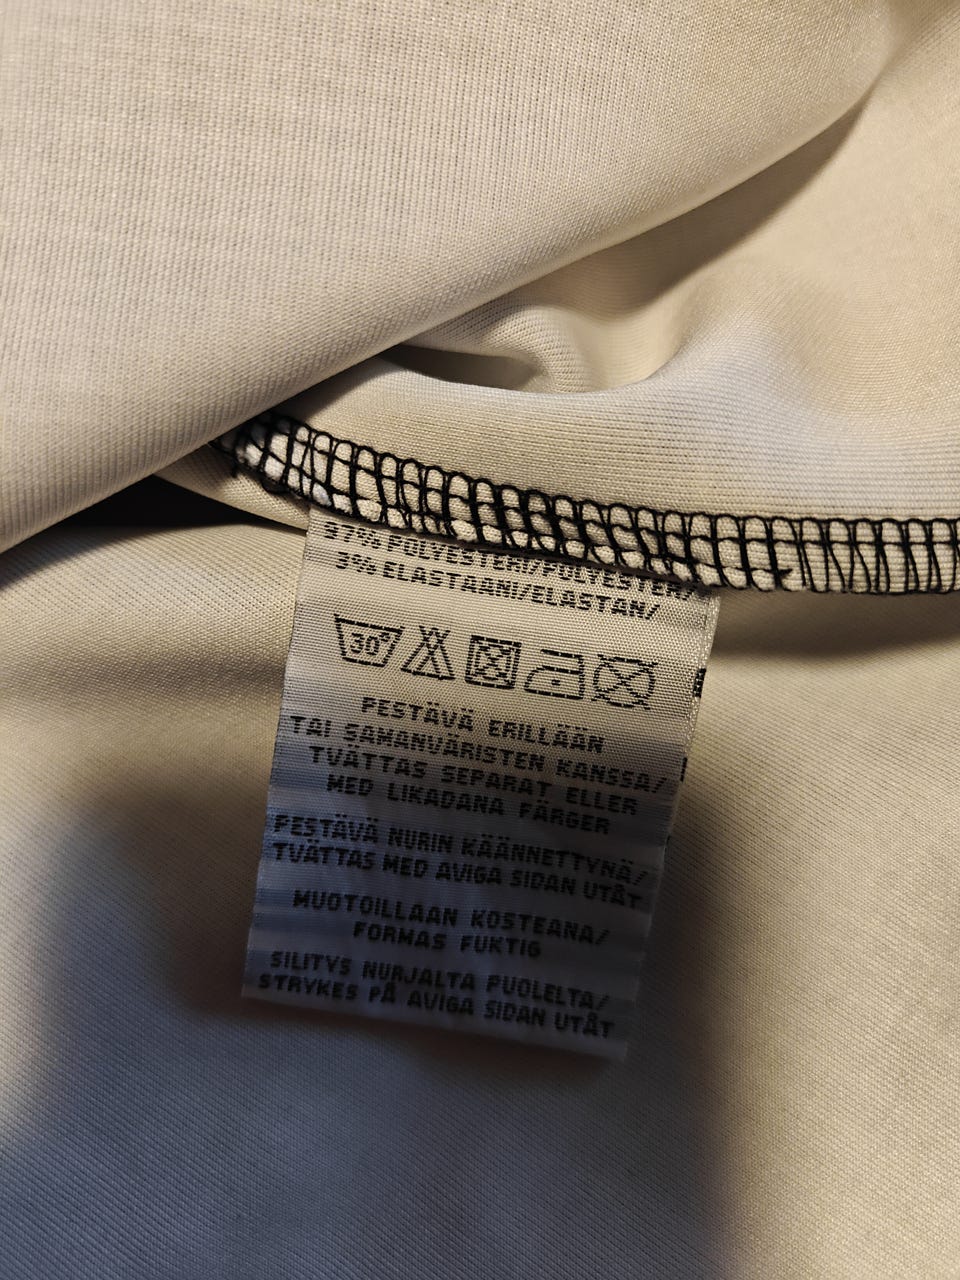 97% POLYESTERI/POLYESTER/
3% ELASTAANI/ELASTAN/
30°
PESTÄVÄ ERILLÄÄN
TAI SAMANVÄRISTEN KANSSA/
TVÄTTAS SEPARAT ELLER
MED LIKADANA FÄRGER
PESTÄVÄ NURIN KÄÄNNETTYNÄ/
TVÄTTAS MED AVIGA SIDAN UTÅT
MUOTOILLAAN KOSTEANA/
FORMAS FUKTIG
SILITYS NURJALTA PUOLELTA/
STRYKES PÅ AVIGA SIDAN UTÅT